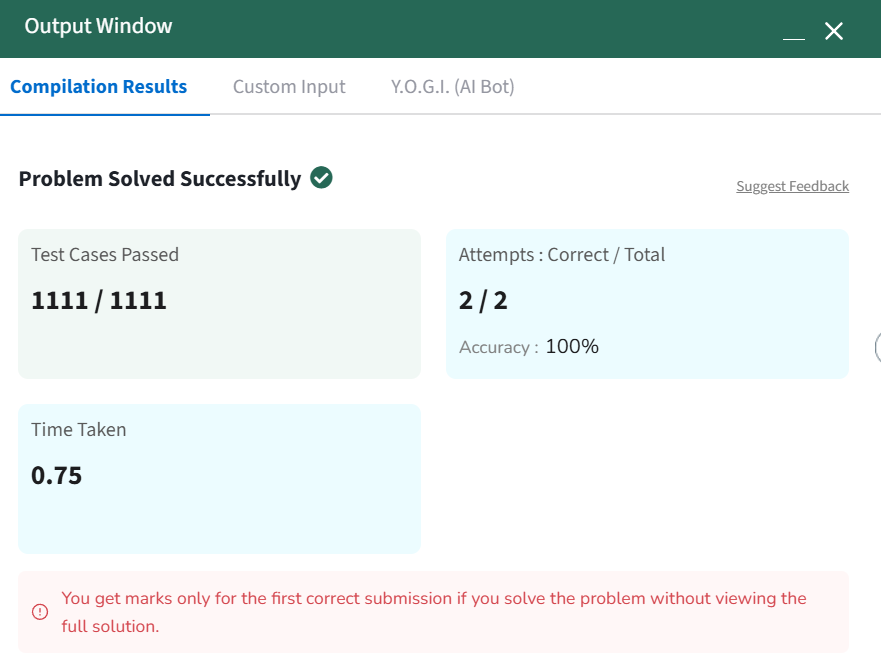 Output Window
Compilation Results Custom Input Y.O.G.I. (AI Bot)
Problem Solved Successfully
Suggest Feedback
Test Cases Passed
1111 / 1111
Attempts : Correct / Total
2 / 2
Accuracy : 100%
Time Taken
0.75
You get marks only for the first correct submission if you solve the problem without viewing the
full solution.